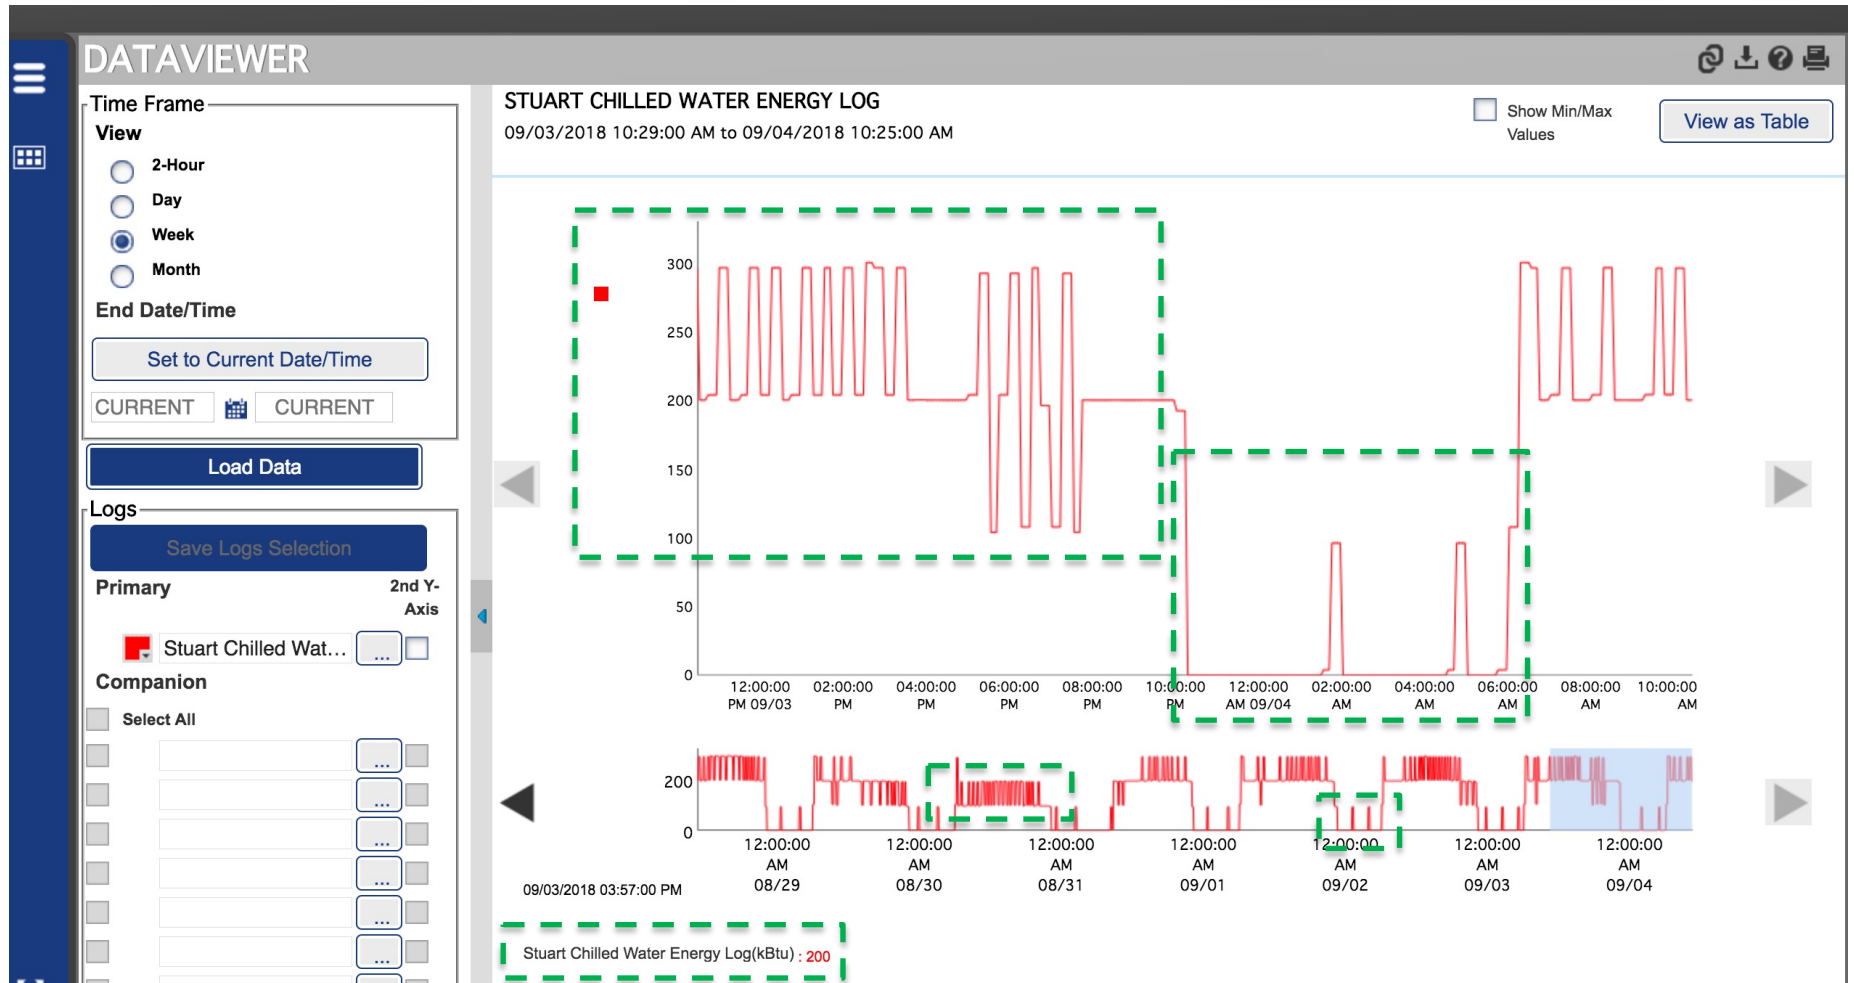 DATAVIEWER
Time Frame
View
2-Hour
Day
Week
Month
End Date/Time
Set to Current Date/Time
CURRENT CURRENT
Load Data
Logs
Save Logs Selection
Primary 2nd Y-
Axis
Stuart Chilled Wat... ...
Companion
Select All
...
...
...
...
...
...
STUART CHILLED WATER ENERGY LOG
09/03/2018 10:29:00 AM to 09/04/2018 10:25:00 AM
Show Min/Max
Values
View as Table
300
250
200
150
100
50
0
12:00:00 02:00:00 04:00:00 06:00:00 08:00:00 10:00:00 12:00:00 02:00:00 04:00:00 06:00:00 08:00:00 10:00:00
PM 09/03 PM PM PM PM PM AM 09/04 AM AM AM AM AM
200
0
12:00:00 12:00:00 12:00:00 12:00:00 12:00:00 12:00:00 12:00:00
AM AM AM AM AM AM AM
08/29 08/30 08/31 09/01 09/02 09/03 09/04
09/03/2018 03:57:00 PM
Stuart Chilled Water Energy Log(kBtu) : 200